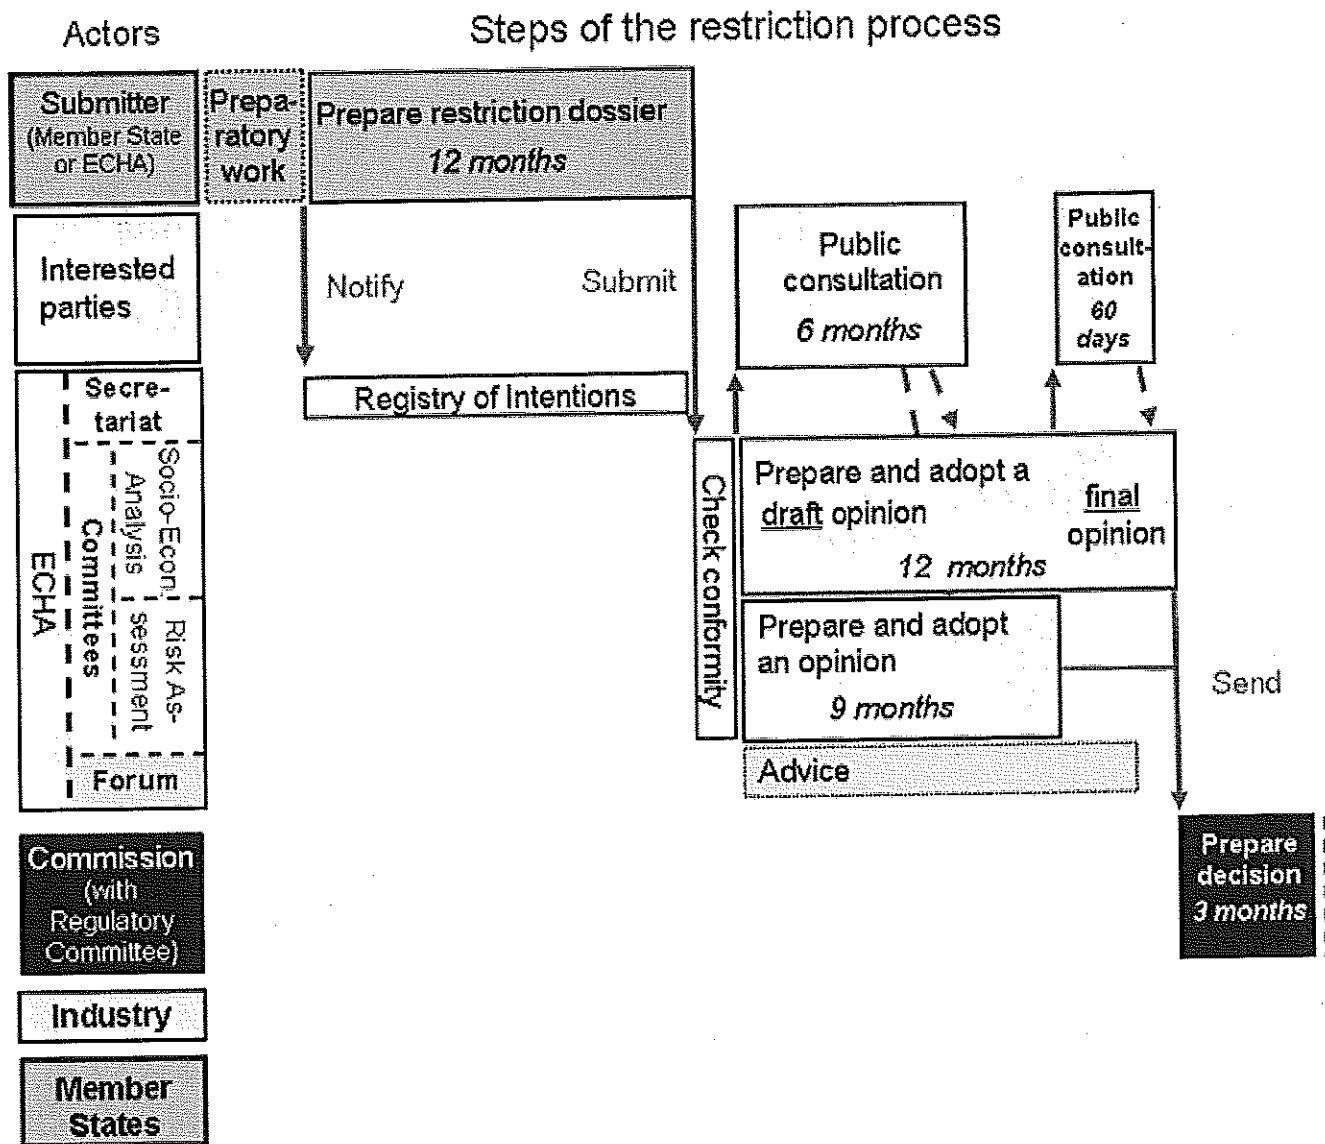 Actors
Steps of the restriction process
Submitter
(Member State
or ECHA)
Prepa-
ratory
work
Prepare restriction dossier
12 months
Interested
parties
Notify
Submit
Public
consultation
6 months
Public
consult-
ation
60
days
Registry of Intentions
ECHA
Secre-
tariat
Committees
Socio-Econ
Analysis
Risk As-
sessment
Forum
Check conformity
Prepare and adopt a
draft opinion
12 months
final
opinion
Prepare and adopt
an opinion
9 months
Advice
Send
Commission
(with
Regulatory
Committee)
Prepare
decision
3 months
Industry
Member
States